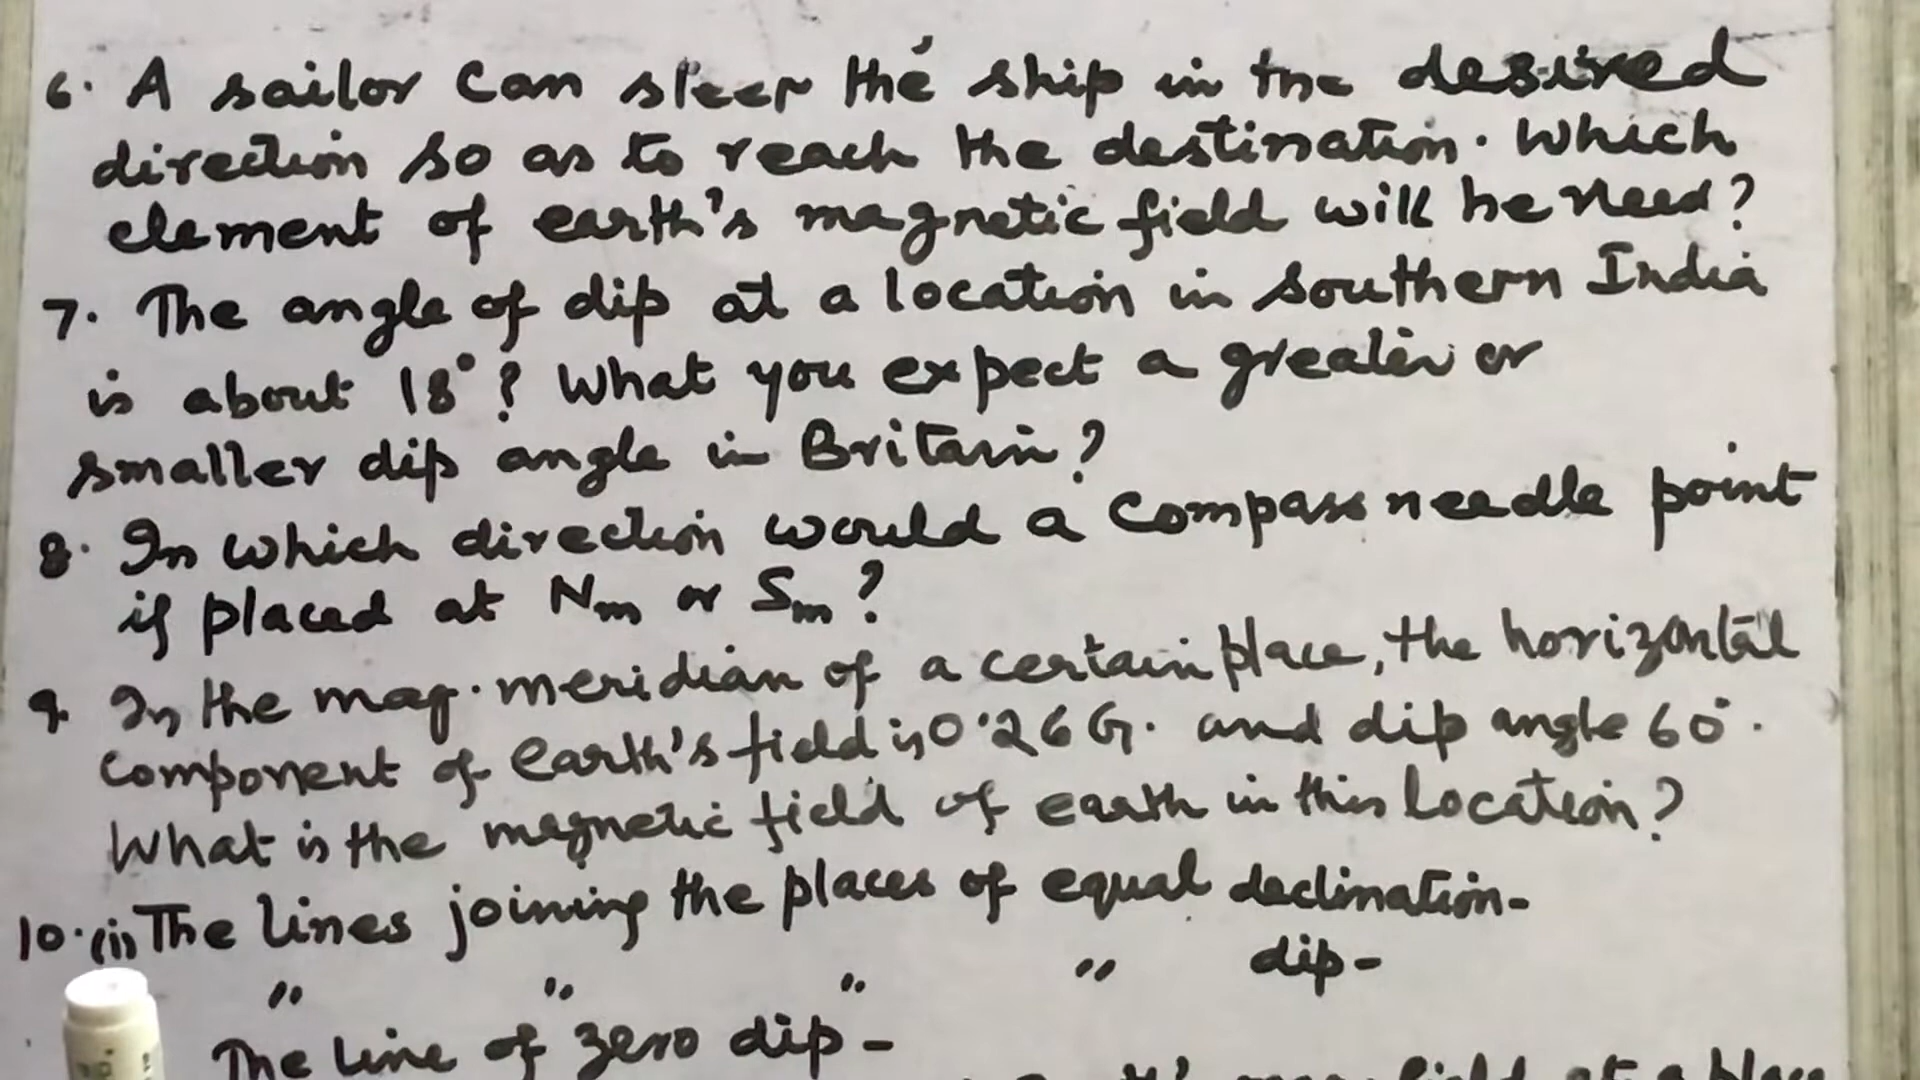 6. A sailor can steer the ship in the desired
direction so as to reach the destination. Which
element of earth's magnetic field will he need?
7. The angle of dip at a location in southern India
is about 18°? What you expect a greater or
smaller dip angle in Britain?
8. In which direction would a compass needle point
if placed at Nm or Sm?
9. In the mag. meridian of a certain place, the horizontal
component of earth's field is 0.26 G. and dip angle 60°.
What is the magnetic field of earth in this location?
10. (i) The lines joining the places of equal declination-
" " " " dip-
The line of zero dip -
field at a place